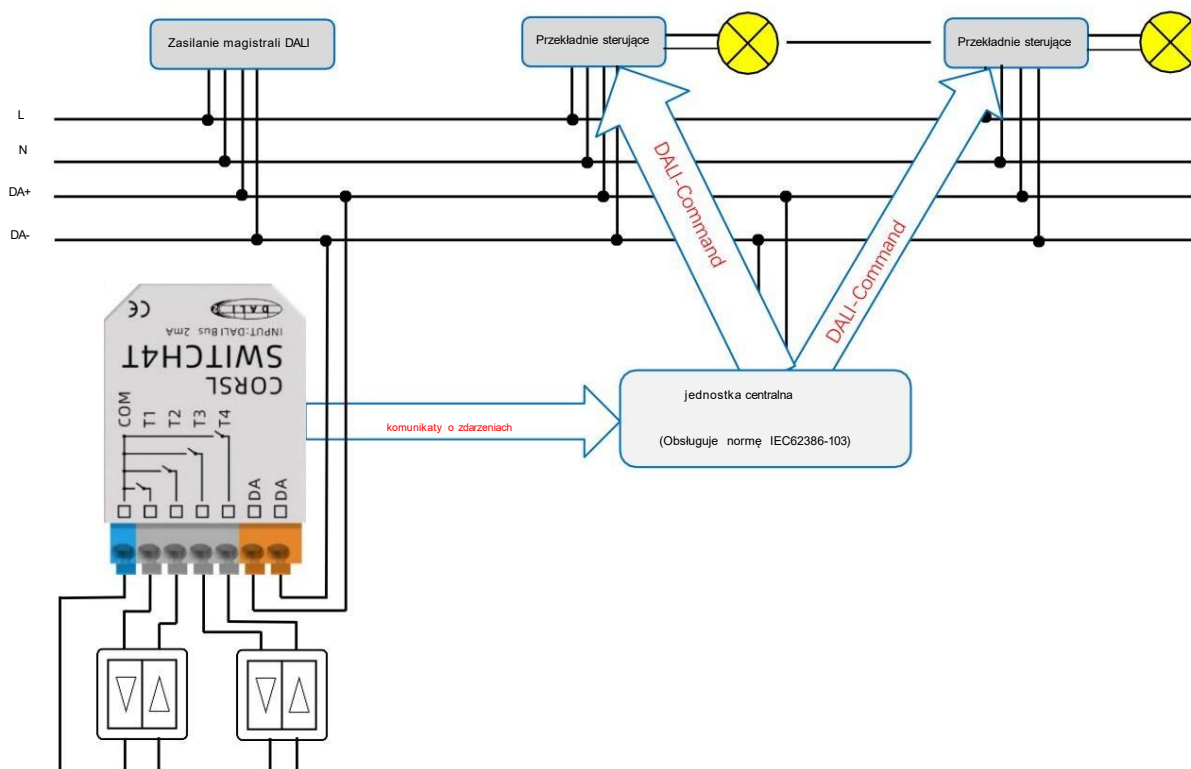 Zasilanie magistrali DALI
Przekładnie sterujące
Przekładnie sterujące
L
N
DA+
DA-
DALI-Command
DALI-Command
CE
DALI
INPUT:DALI Bus 2mA
SWITCH4T
CORSL
COM
T1
T2
T3
T4
DA
DA
komunikaty o zdarzeniach
jednostka centralna
(Obsługuje normę IEC62386-103)